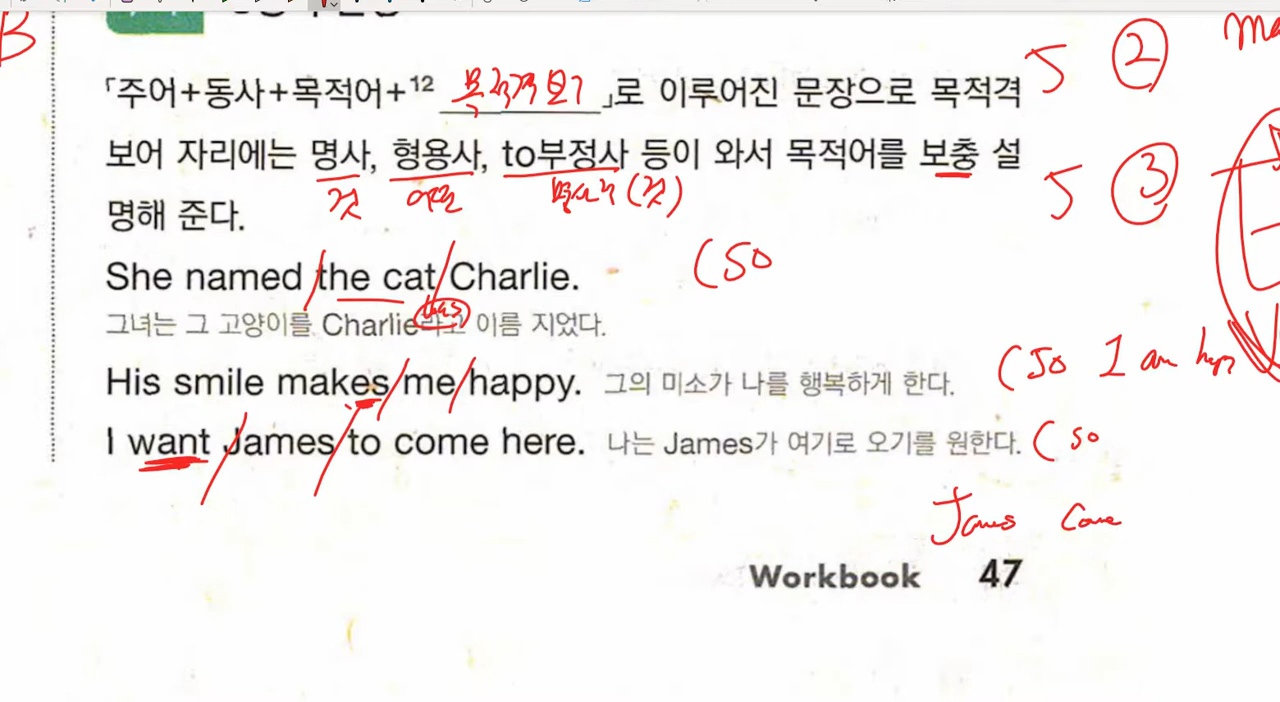 B
「주어+동사+목적어+12 목적격보어」로 이루어진 문장으로 목적격
5 ②
보어 자리에는 명사, 형용사, to부정사 등이 와서 목적어를 보충 설
것 (것)
5 ③
명해 준다.
She named the cat Charlie. (so
그녀는 그 고양이를 Charlie라고 이름 지었다.
His smile makes me happy. 그의 미소가 나를 행복하게 한다. (so I am happy
I want James to come here. 나는 James가 여기로 오기를 원한다. (so
James come
Workbook 47